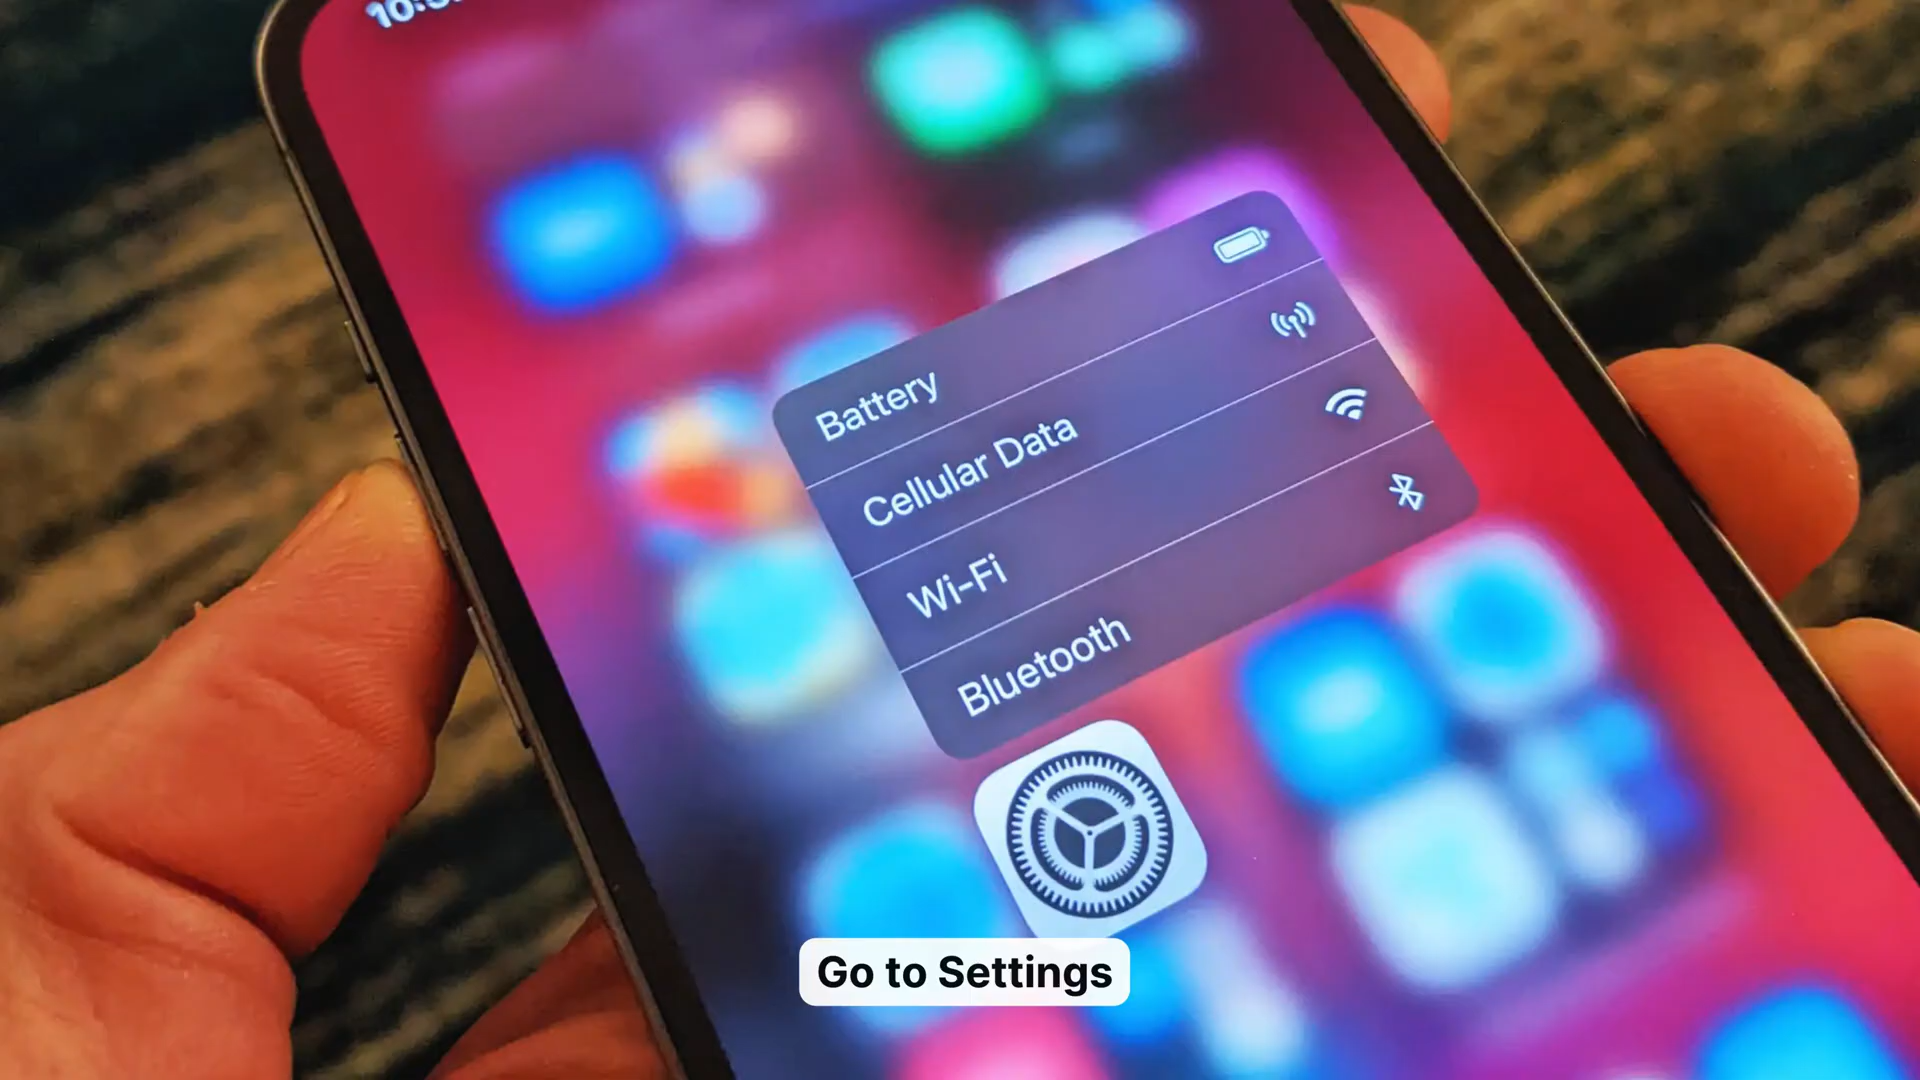 Battery
Cellular Data
Wi-Fi
Bluetooth
Go to Settings